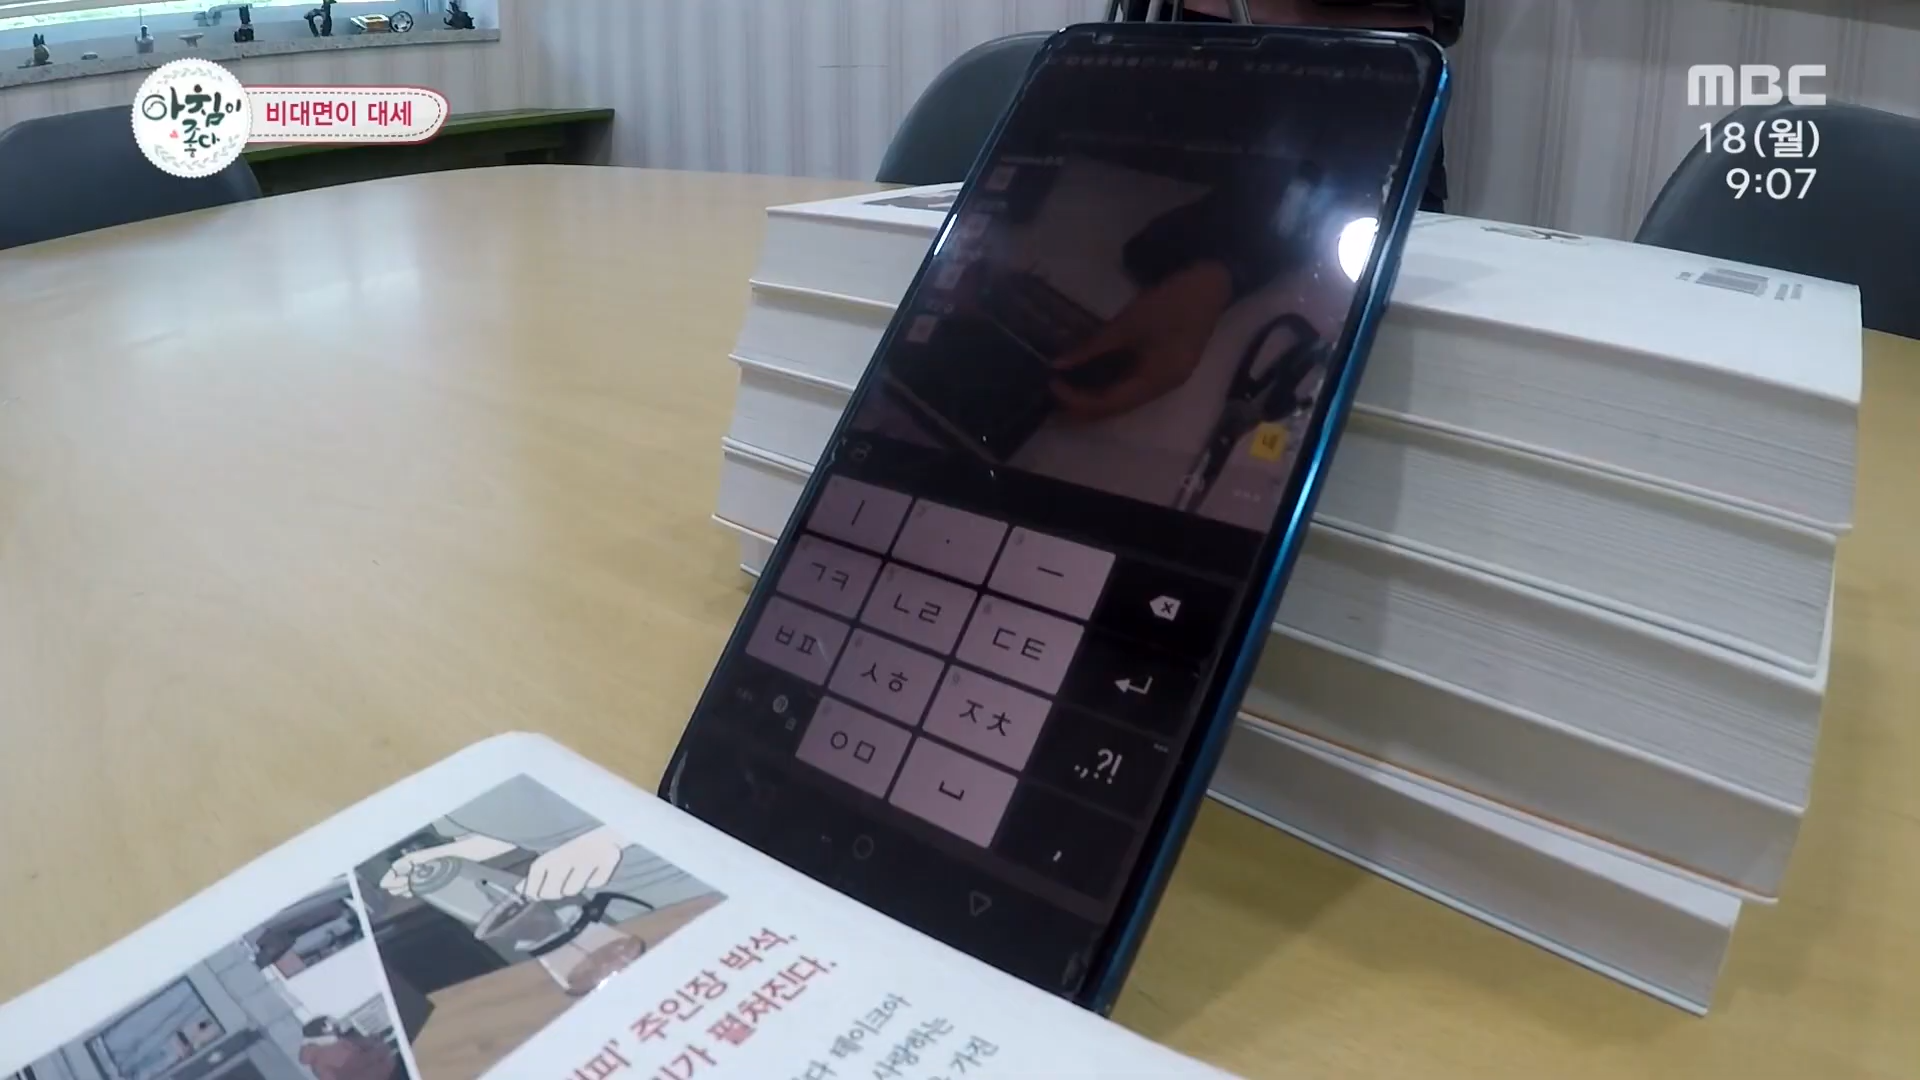 아침이
좋다
비대면이 대세
MBC
18(월)
9:07
네
ㅣ
.
ㅡ
ㄱㅋ
ㄴㄹ
ㄷㅌ
ㅂㅍ
ㅅㅎ
ㅈㅊ
.,?!
ㅇㅁ
,
주인장 박석,
펼쳐진다.
테이크아
사랑하는
가진